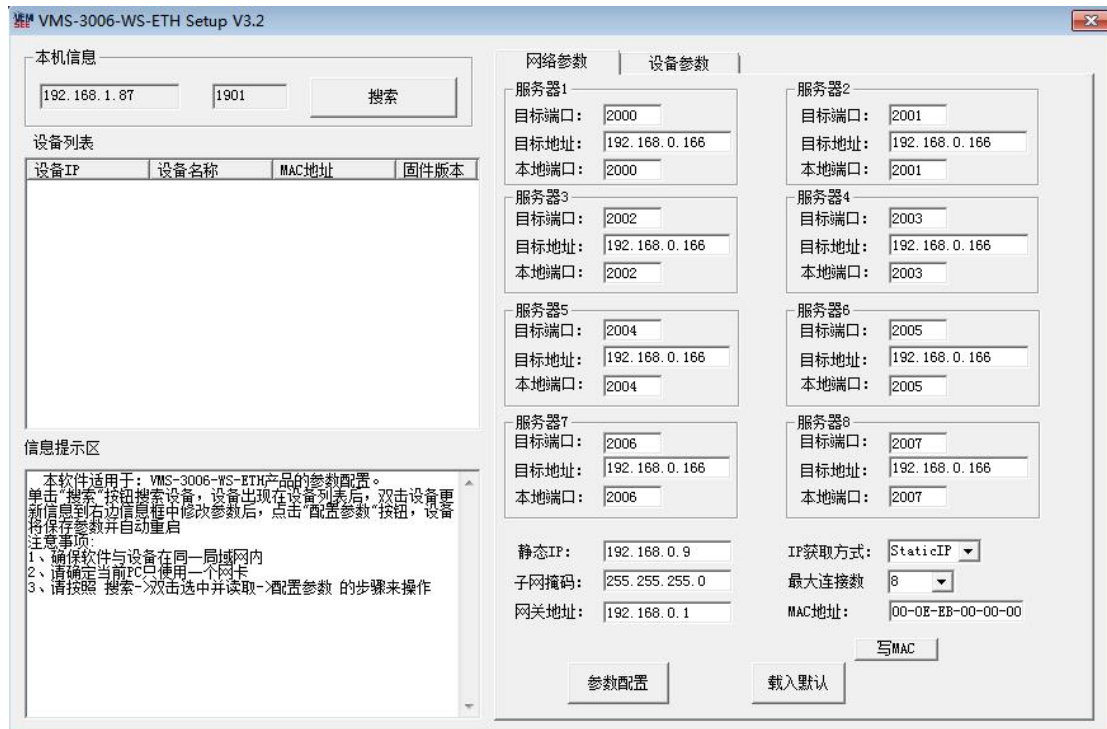 VMS-3006-WS-ETH Setup V3.2
本机信息
192.168.1.87 1901 搜索
设备列表
设备IP 设备名称 MAC地址 固件版本
信息提示区
本软件适用于：VMS-3006-WS-ETH产品的参数配置。
单击"搜索"按钮搜索设备，设备出现在设备列表后，双击设备更
新信息到右边信息框中修改参数后，点击"配置参数"按钮，设备
将保存参数并自动重启
注意事项：
1、确保软件与设备在同一局域网内
2、请确定当前PC只使用一个网卡
3、请按照 搜索->双击选中并读取->配置参数 的步骤来操作
网络参数 设备参数
服务器1
目标端口： 2000
目标地址： 192.168.0.166
本地端口： 2000
服务器2
目标端口： 2001
目标地址： 192.168.0.166
本地端口： 2001
服务器3
目标端口： 2002
目标地址： 192.168.0.166
本地端口： 2002
服务器4
目标端口： 2003
目标地址： 192.168.0.166
本地端口： 2003
服务器5
目标端口： 2004
目标地址： 192.168.0.166
本地端口： 2004
服务器6
目标端口： 2005
目标地址： 192.168.0.166
本地端口： 2005
服务器7
目标端口： 2006
目标地址： 192.168.0.166
本地端口： 2006
服务器8
目标端口： 2007
目标地址： 192.168.0.166
本地端口： 2007
静态IP： 192.168.0.9
子网掩码： 255.255.255.0
网关地址： 192.168.0.1
IP获取方式： StaticIP
最大连接数 8
MAC地址： 00-0E-EB-00-00-00
写MAC
参数配置 载入默认